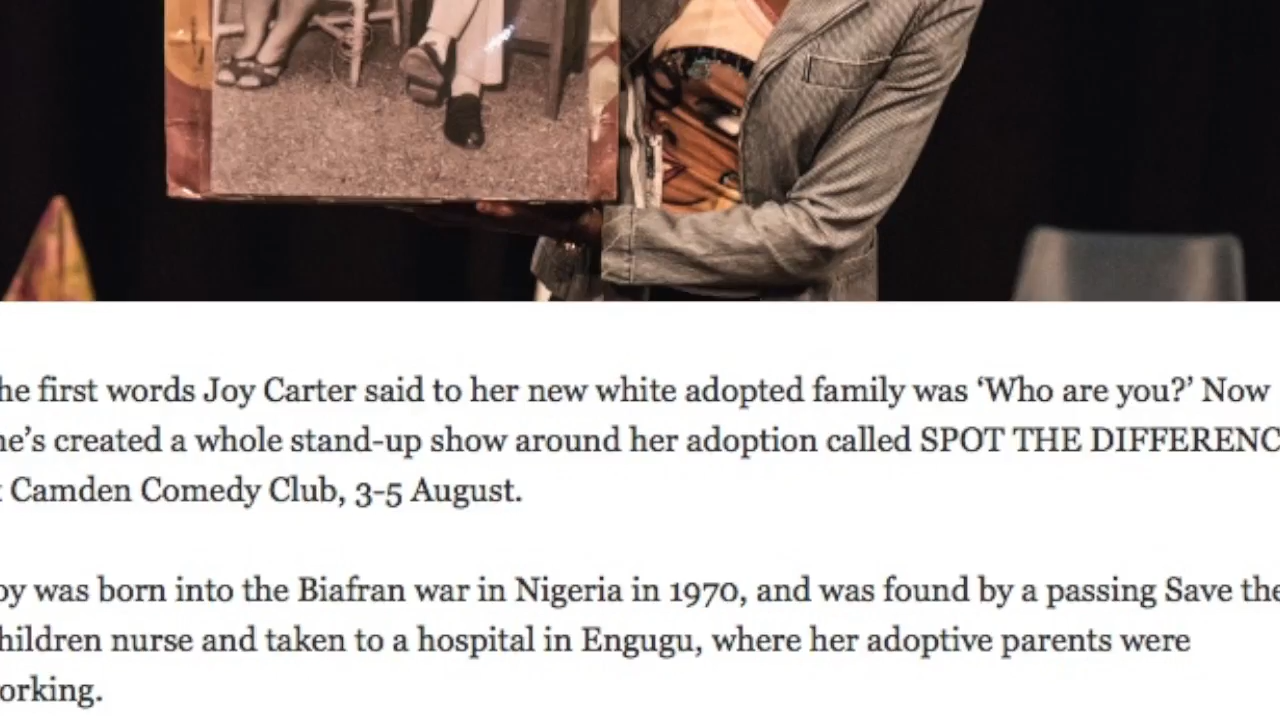 he first words Joy Carter said to her new white adopted family was ‘Who are you?’ Now
he’s created a whole stand-up show around her adoption called SPOT THE DIFFERENC
t Camden Comedy Club, 3-5 August.
oy was born into the Biafran war in Nigeria in 1970, and was found by a passing Save the
hildren nurse and taken to a hospital in Engugu, where her adoptive parents were
orking.